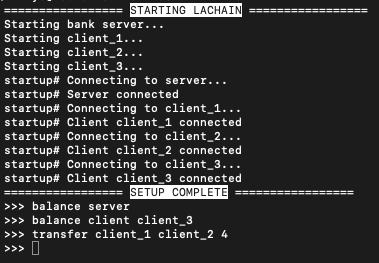 ================ STARTING LACHAIN ================
Starting bank server...
Starting client_1...
Starting client_2...
Starting client_3...
startup# Connecting to server...
startup# Server connected
startup# Connecting to client_1...
startup# Client client_1 connected
startup# Connecting to client_2...
startup# Client client_2 connected
startup# Connecting to client_3...
startup# Client client_3 connected
================ SETUP COMPLETE ================
>>> balance server
>>> balance client client_3
>>> transfer client_1 client_2 4
>>>